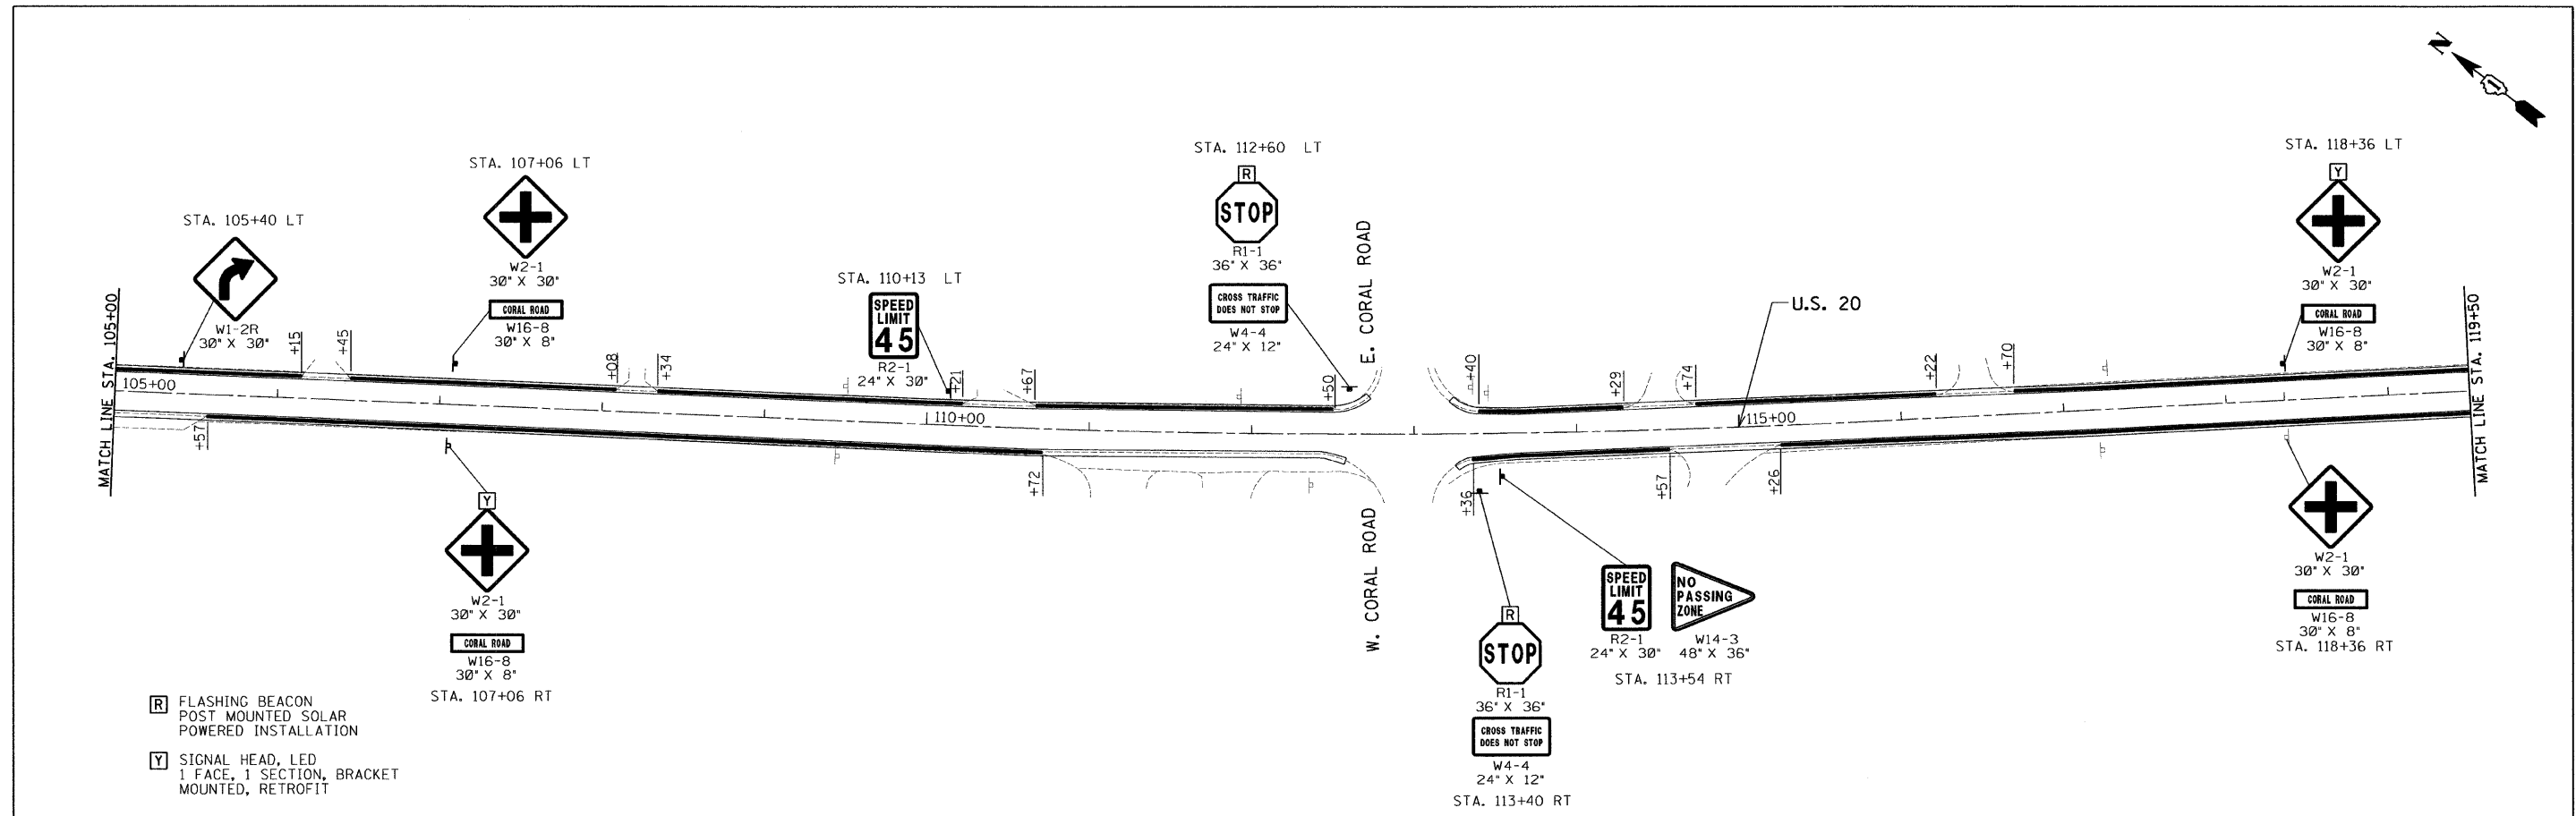 N
STA. 105+40 LT
W1-2R
30" X 30"
STA. 107+06 LT
W2-1
30" X 30"
CORAL ROAD
W16-8
30" X 8"
STA. 110+13 LT
SPEED
LIMIT
45
R2-1
24" X 30"
STA. 112+60 LT
R
STOP
R1-1
36" X 36"
CROSS TRAFFIC
DOES NOT STOP
W4-4
24" X 12"
E. CORAL ROAD
U.S. 20
STA. 118+36 LT
Y
W2-1
30" X 30"
CORAL ROAD
W16-8
30" X 8"
MATCH LINE STA. 105+00
105+00
+15
+45
+08
+34
+21
+67
+50
+40
+29
+74
+22
+70
110+00
115+00
MATCH LINE STA. 119+50
+57
+72
+36
+57
+26
W. CORAL ROAD
Y
W2-1
30" X 30"
CORAL ROAD
W16-8
30" X 8"
STA. 107+06 RT
R
STOP
R1-1
36" X 36"
CROSS TRAFFIC
DOES NOT STOP
W4-4
24" X 12"
STA. 113+40 RT
SPEED
LIMIT
45
R2-1
24" X 30"
NO
PASSING
ZONE
W14-3
48" X 36"
STA. 113+54 RT
W2-1
30" X 30"
CORAL ROAD
W16-8
30" X 8"
STA. 118+36 RT
R FLASHING BEACON
POST MOUNTED SOLAR
POWERED INSTALLATION
Y SIGNAL HEAD, LED
1 FACE, 1 SECTION, BRACKET
MOUNTED, RETROFIT